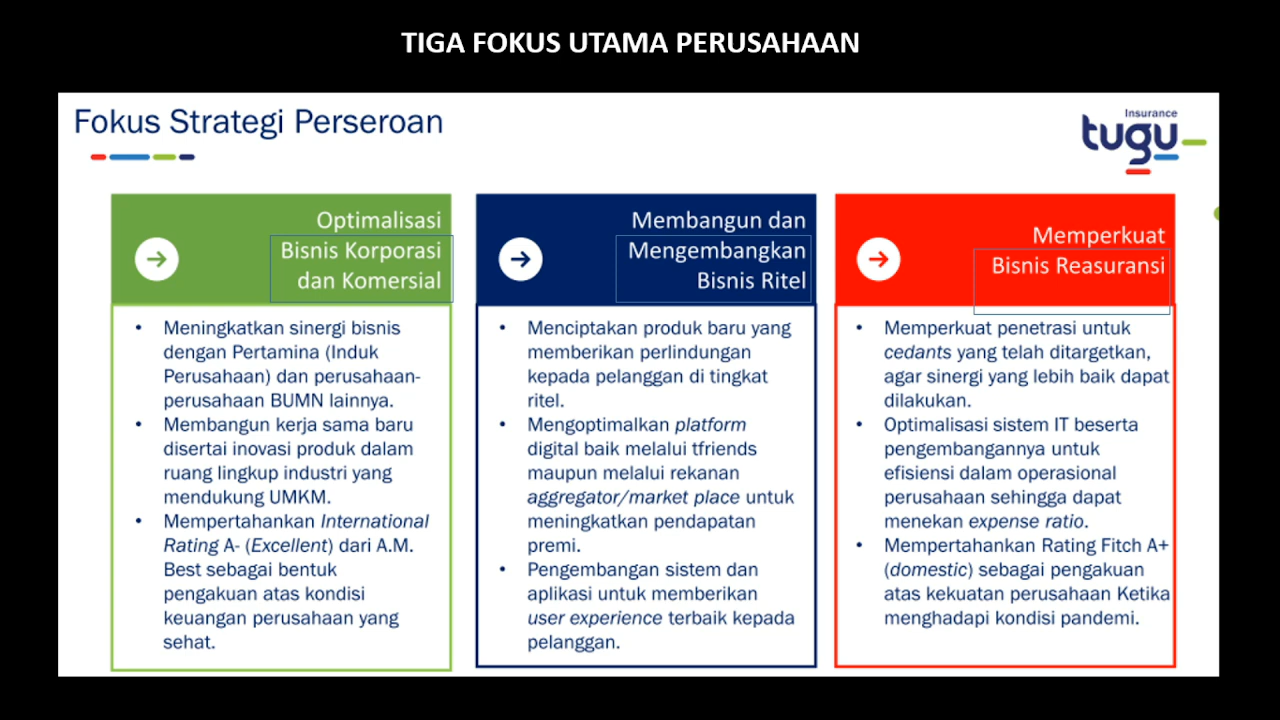 TIGA FOKUS UTAMA PERUSAHAAN
Fokus Strategi Perseroan
Insurance
tugu
Optimalisasi
Bisnis Korporasi
dan Komersial
• Meningkatkan sinergi bisnis
dengan Pertamina (Induk
Perusahaan) dan perusahaan-
perusahaan BUMN lainnya.
• Membangun kerja sama baru
disertai inovasi produk dalam
ruang lingkup industri yang
mendukung UMKM.
• Mempertahankan International
Rating A- (Excellent) dari A.M.
Best sebagai bentuk
pengakuan atas kondisi
keuangan perusahaan yang
sehat.
Membangun dan
Mengembangkan
Bisnis Ritel
• Menciptakan produk baru yang
memberikan perlindungan
kepada pelanggan di tingkat
ritel.
• Mengoptimalkan platform
digital baik melalui tfriends
maupun melalui rekanan
aggregator/market place untuk
meningkatkan pendapatan
premi.
• Pengembangan sistem dan
aplikasi untuk memberikan
user experience terbaik kepada
pelanggan.
Memperkuat
Bisnis Reasuransi
• Memperkuat penetrasi untuk
cedants yang telah ditargetkan,
agar sinergi yang lebih baik dapat
dilakukan.
• Optimalisasi sistem IT beserta
pengembangannya untuk
efisiensi dalam operasional
perusahaan sehingga dapat
menekan expense ratio.
• Mempertahankan Rating Fitch A+
(domestic) sebagai pengakuan
atas kekuatan perusahaan Ketika
menghadapi kondisi pandemi.